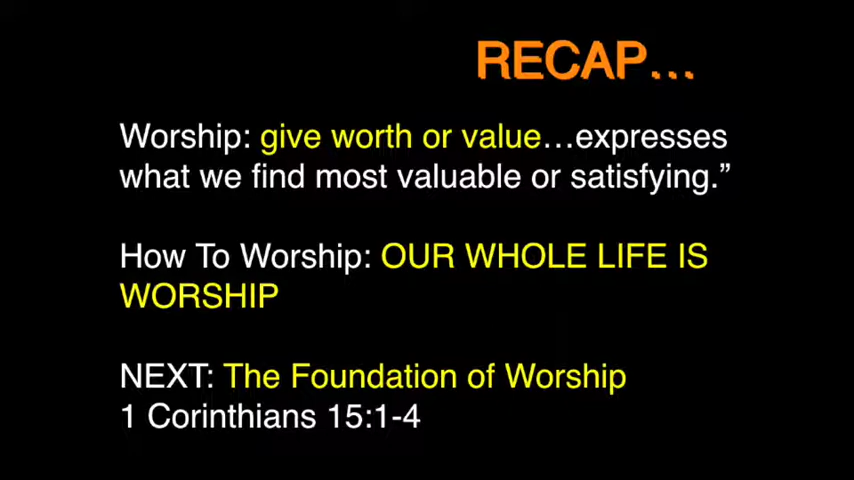 RECAP…
Worship: give worth or value…expresses
what we find most valuable or satisfying.”
How To Worship: OUR WHOLE LIFE IS
WORSHIP
NEXT: The Foundation of Worship
1 Corinthians 15:1-4